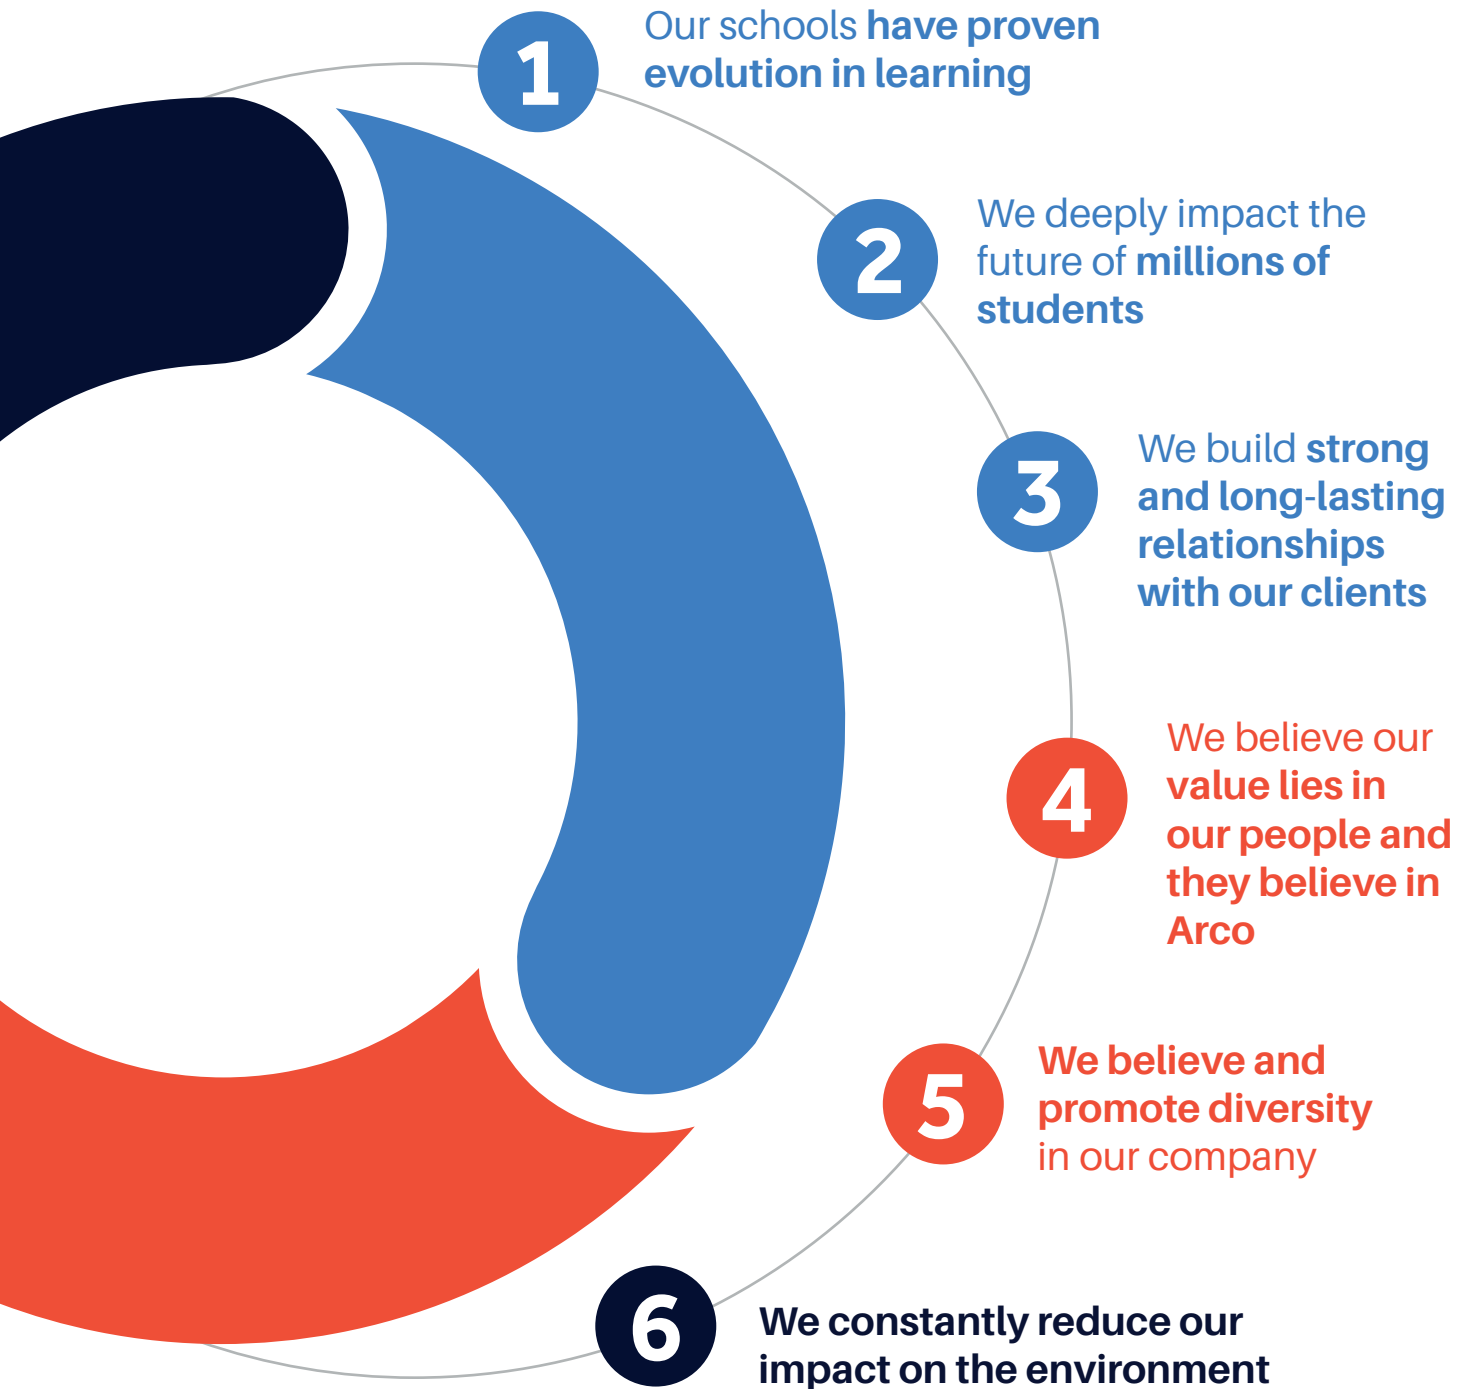 1
Our schools have proven
evolution in learning
2
We deeply impact the
future of millions of
students
3
We build strong
and long-lasting
relationships
with our clients
4
We believe our
value lies in
our people and
they believe in
Arco
5
We believe and
promote diversity
in our company
6
We constantly reduce our
impact on the environment